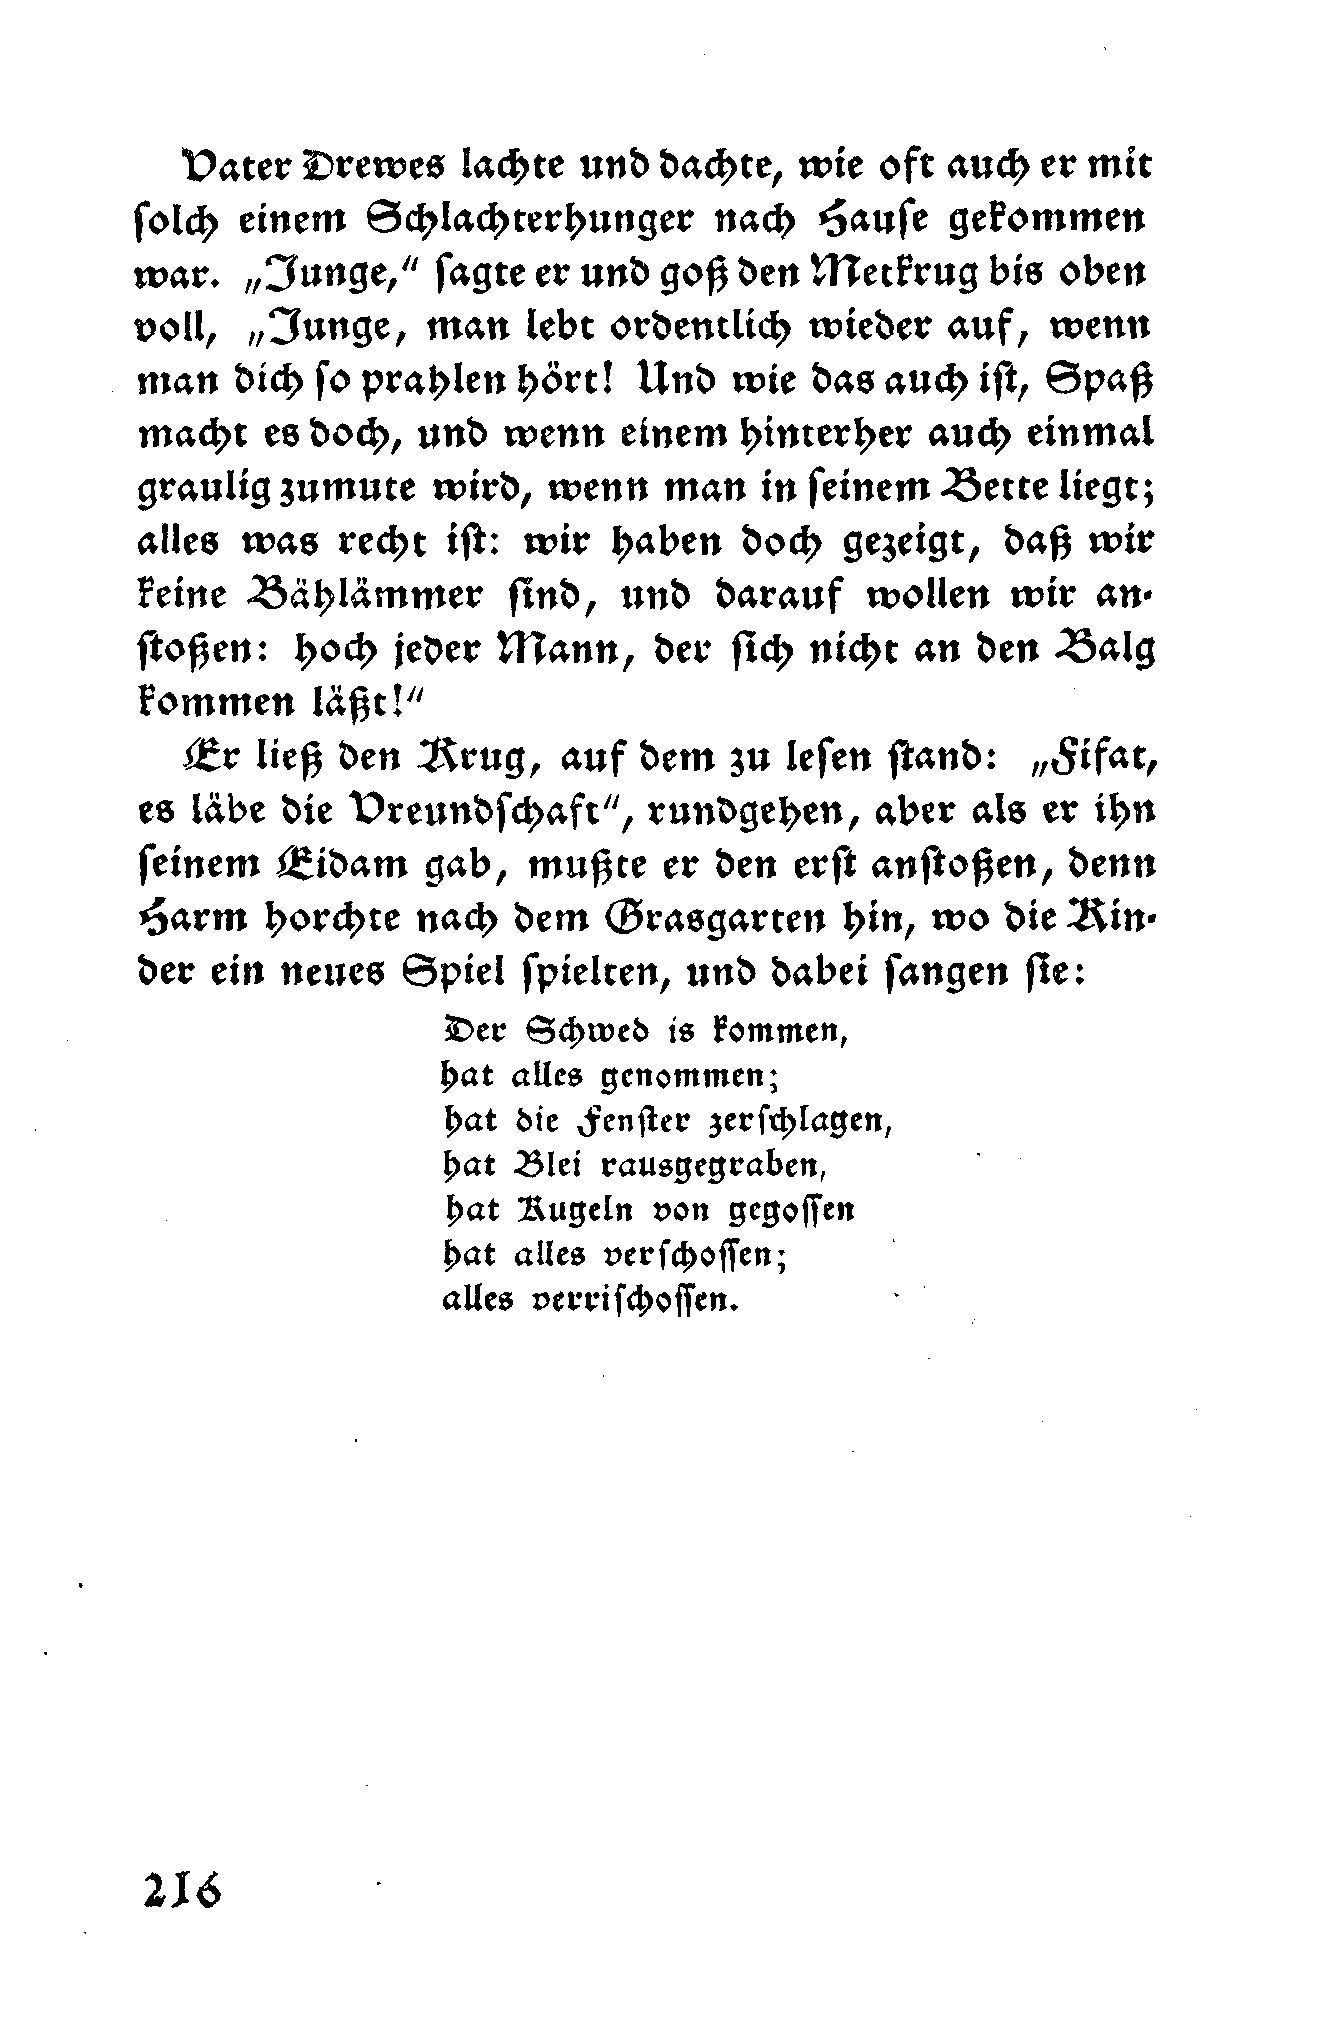 Vater Drewes lachte und dachte, wie oft auch er mit
ſolch einem Schlachterhunger nach Hauſe gekommen
war. „Junge,“ ſagte er und goß den Metkrug bis oben
voll, „Junge, man lebt ordentlich wieder auf, wenn
man dich ſo prahlen hört! Und wie das auch iſt, Spaß
macht es doch, und wenn einem hinterher auch einmal
graulig zumute wird, wenn man in ſeinem Bette liegt;
alles was recht iſt: wir haben doch gezeigt, daß wir
keine Bählämmer ſind, und darauf wollen wir an-
ſtoßen: hoch jeder Mann, der ſich nicht an den Balg
kommen läßt!“
Er ließ den Krug, auf dem zu leſen ſtand: „Fifat,
es läbe die Vreundſchaft“, rundgehen, aber als er ihn
ſeinem Eidam gab, mußte er den erſt anſtoßen, denn
Harm horchte nach dem Grasgarten hin, wo die Kin-
der ein neues Spiel ſpielten, und dabei ſangen ſie:
Der Schwed is kommen,
hat alles genommen;
hat die Fenſter zerſchlagen,
hat Blei rausgegraben,
hat Kugeln von gegoſſen
hat alles verſchoſſen;
alles verriſchoſſen.
216